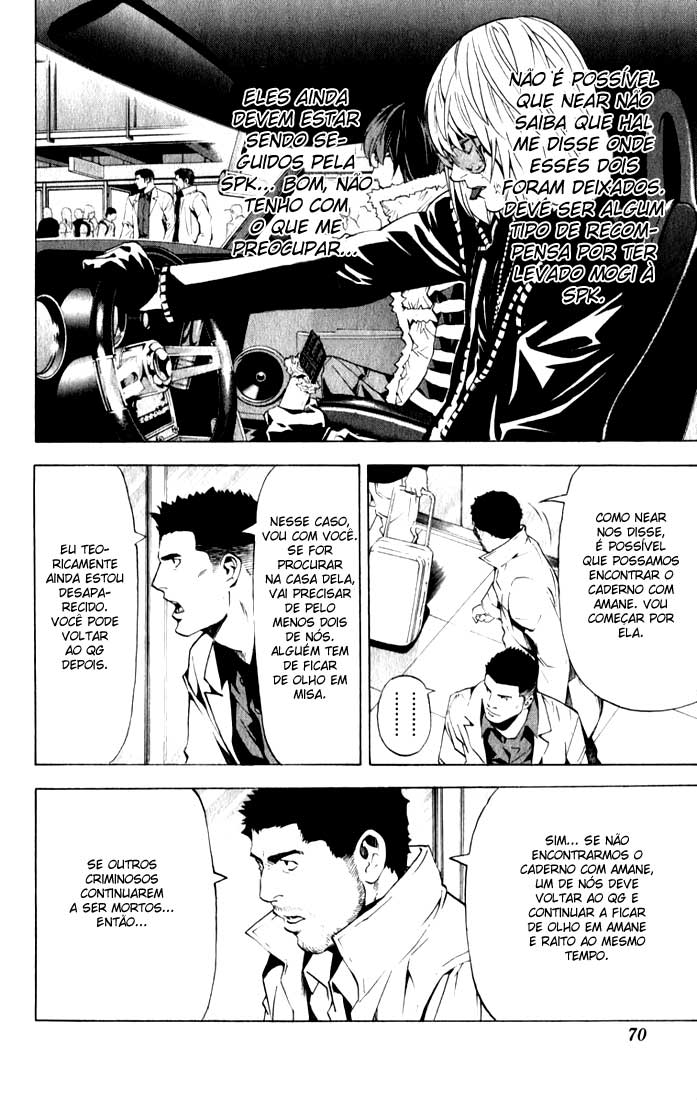 NÃO É POSSÍVEL
QUE NEAR NÃO
SAIBA QUE HAL
ME DISSE ONDE
ESSES DOIS
FORAM DEIXADOS.
DEVE SER ALGUM
TIPO DE RECOM-
PENSA POR TER
LEVADO MOGI À
SPK.
ELES AINDA
DEVEM ESTAR
SENDO SE-
GUIDOS PELA
SPK... BOM, NÃO
TENHO COM
O QUE ME
PREOCUPAR...
COMO NEAR
NOS DISSE,
É POSSÍVEL
QUE POSSAMOS
ENCONTRAR O
CADERNO COM
AMANE. VOU
COMEÇAR POR
ELA.
........
NESSE CASO,
VOU COM VOCÊ.
SE FOR
PROCURAR
NA CASA DELA,
VAI PRECISAR
DE PELO
MENOS DOIS
DE NÓS. ALGUÉM
TEM DE FICAR
DE OLHO EM
MISA.
EU TEO-
RICAMENTE
AINDA ESTOU
DESAPA-
RECIDO.
VOCÊ PODE
VOLTAR
AO QG
DEPOIS.
SIM... SE NÃO
ENCONTRARMOS O
CADERNO COM AMANE,
UM DE NÓS DEVE
VOLTAR AO QG E
CONTINUAR A FICAR
DE OLHO EM AMANE
E RAITO AO MESMO
TEMPO.
SE OUTROS
CRIMINOSOS
CONTINUAREM
A SER MORTOS...
ENTÃO...
70